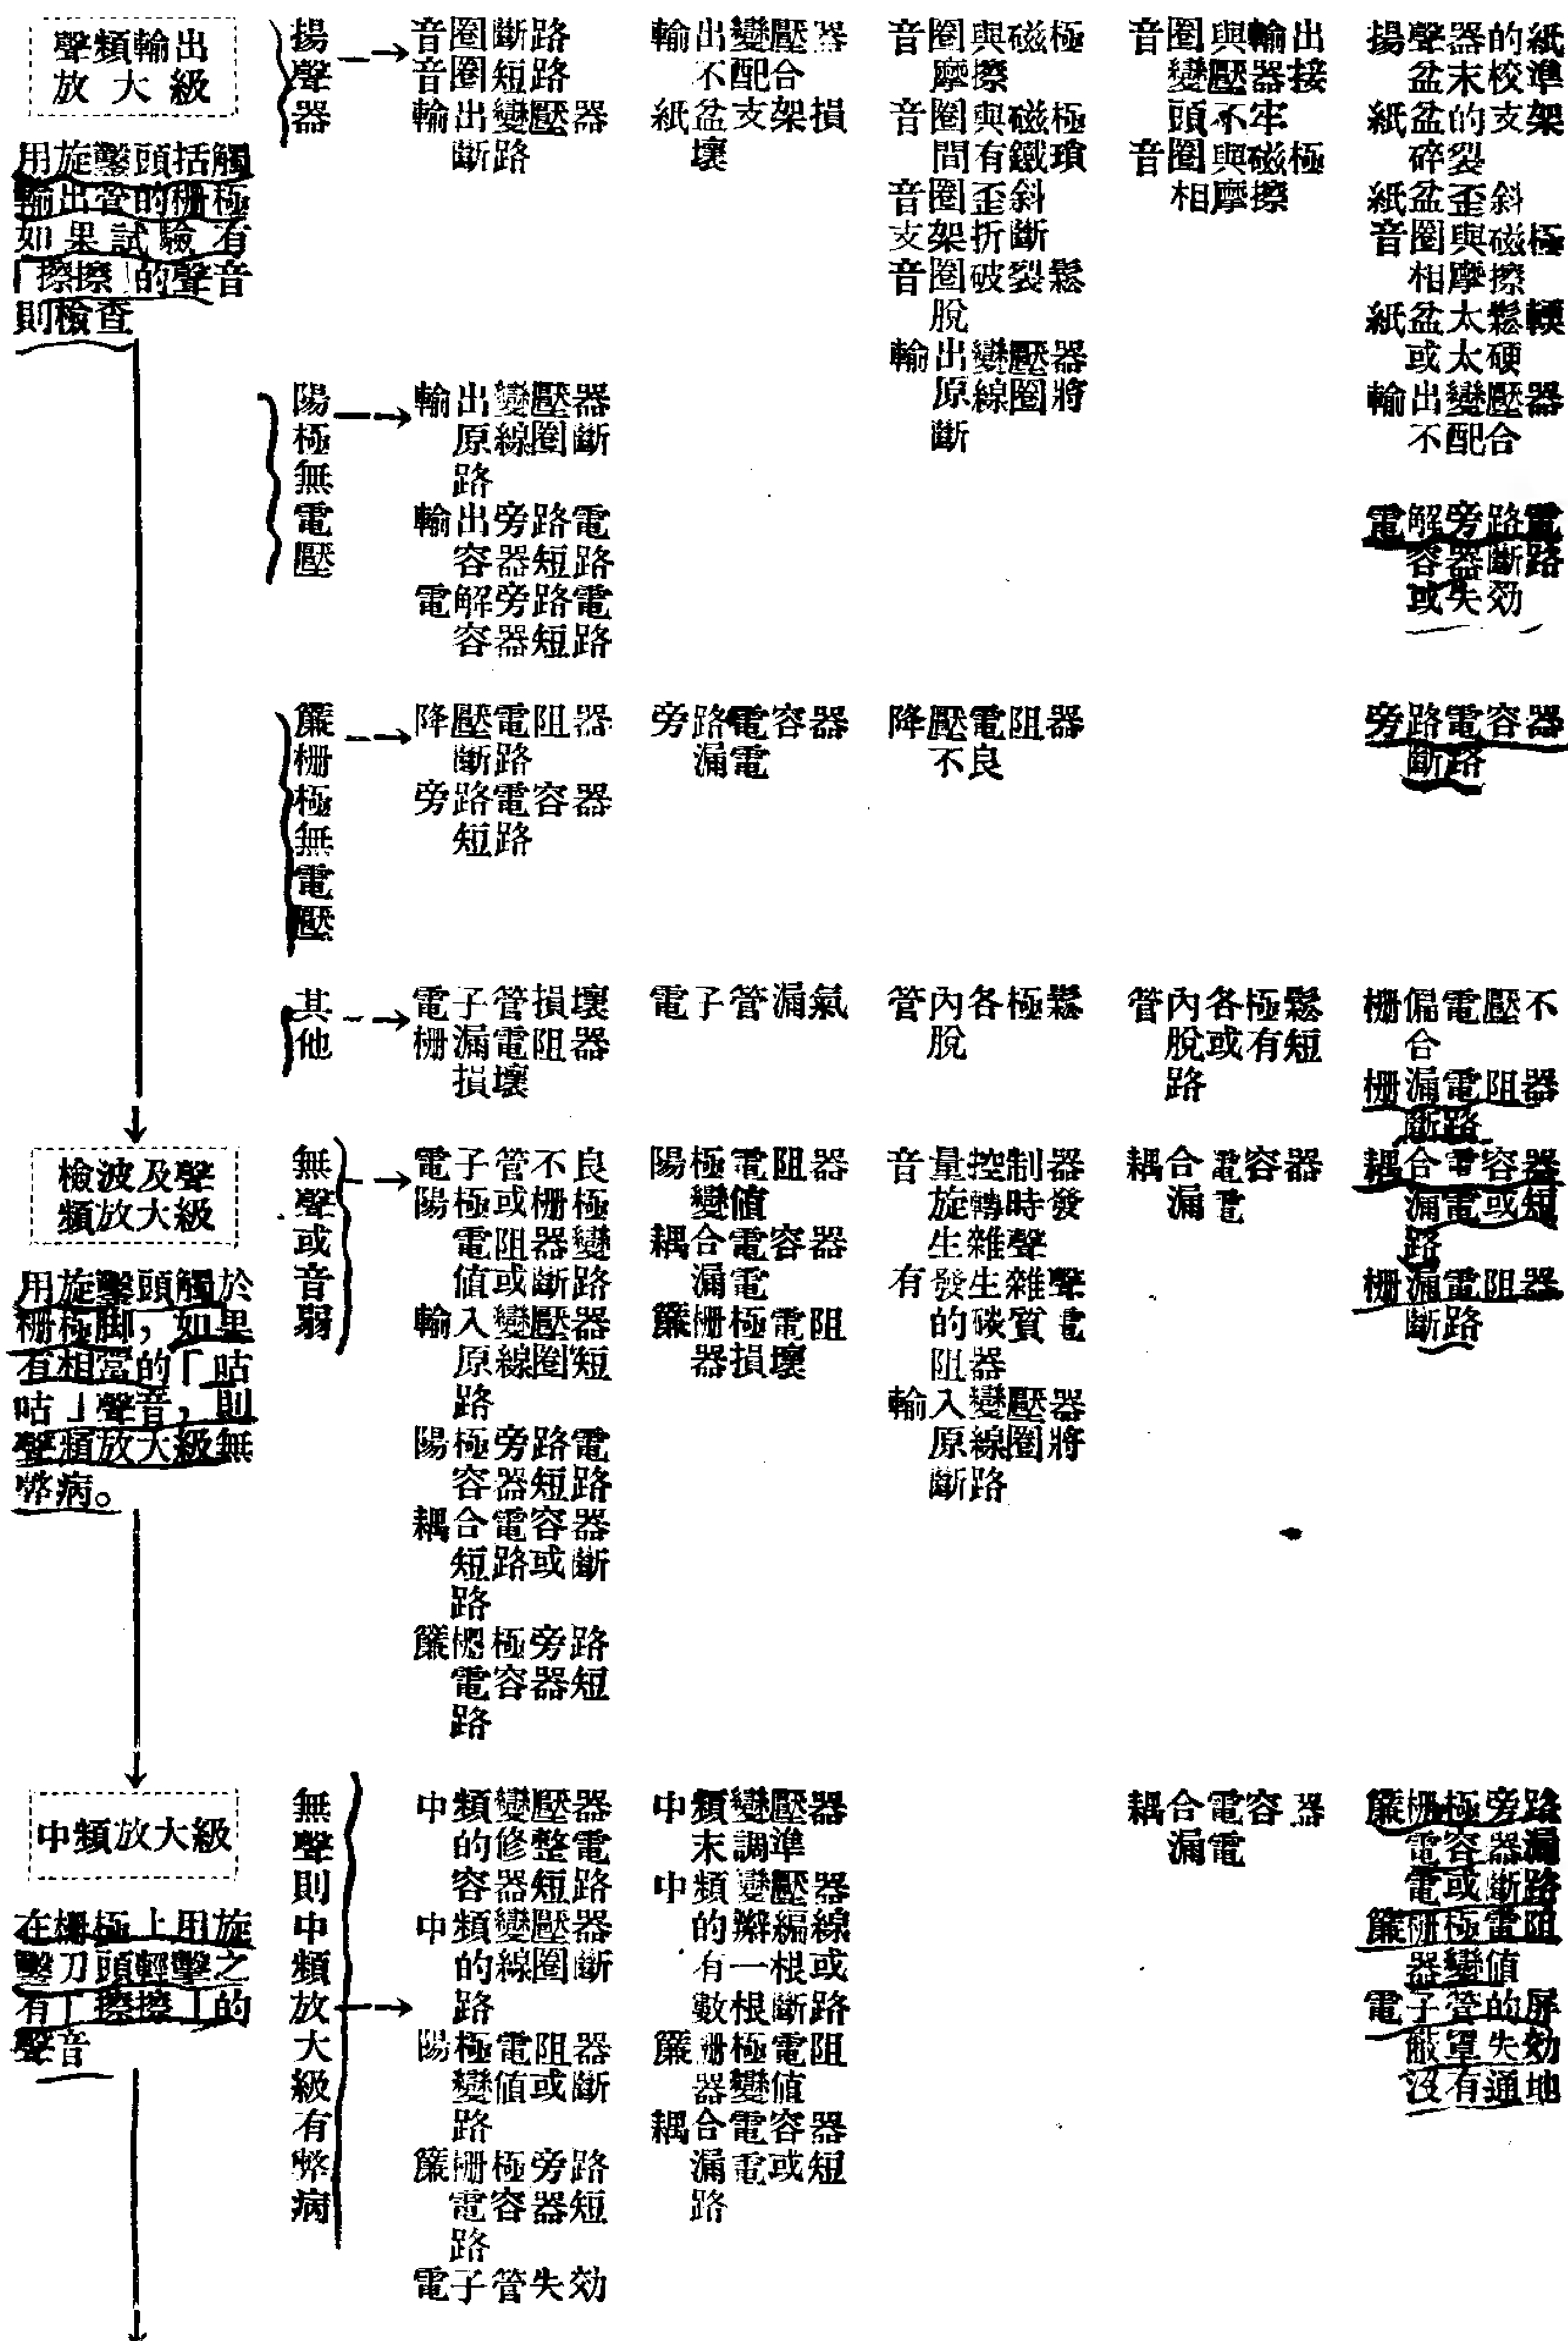 聲頻輸出
放大級
用旋鑿頭括觸
輸出管的柵極
如果試驗有
「擦擦」的聲音
則檢查
揚聲器
音圈斷路
音圈短路
輸出變壓器
斷路
輸出變壓器
不配合
紙盆支架損
壞
音圈與磁極
摩擦
音圈與磁極
間有鐵𤨏
音圈歪斜
支架折斷
音圈破裂鬆
脫
輸出變壓器
原線圈將
斷
音圈與輸出
變壓器接
頭不牢
音圈與磁極
相摩擦
揚聲器的紙
盆末校準
紙盆的支架
碎裂
紙盆歪斜
音圈與磁極
相摩擦
紙盆太鬆輭
或太硬
輸出變壓器
不配合
陽極無電壓
輸出變壓器
原線圈斷
路
輸出旁路電
容器短路
電解旁路電
容器短路
電解旁路電
容器斷路
或失効
簾柵極無電壓
降壓電阻器
斷路
旁路電容器
短路
旁路電容器
漏電
降壓電阻器
不良
旁路電容器
斷路
其他
電子管損壞
柵漏電阻器
損壞
電子管漏氣
管內各極鬆
脫
管內各極鬆
脫或有短
路
柵偏電壓不
合
柵漏電阻器
斷路
檢波及聲
頻放大級
用旋鑿頭觸於
柵極脚，如果
有相當的「咕
咕」聲音，則
聲頻放大級無
弊病。
無聲或音弱
電子管不良
陽極或柵極
電阻器變
值或斷路
輸入變壓器
原線圈短
路
陽極旁路電
容器短路
耦合電容器
短路或斷
路
簾柵極旁路
電容器短
路
陽極電阻器
變值
耦合電容器
漏電
簾柵極電阻
器損壞
音量控制器
旋轉時發
生雜聲
有發生雜聲
的碳質電
阻器
輸入變壓器
原線圈將
斷路
耦合電容器
漏電
耦合電容器
漏電或短
路
柵漏電阻器
斷路
中頻放大級
在柵極上用旋
鑿刀頭輕擊之
有「擦擦」的
聲音
無聲則中頻放大級有弊病
中頻變壓器
的修整電
容器短路
中頻變壓器
的線圈斷
路
陽極電阻器
變值或斷
路
簾柵極旁路
電容器短
路
電子管失効
中頻變壓器
末調準
中頻變壓器
的辮編線
有一根或
數根斷路
簾柵極電阻
器變值
耦合電容器
漏電或短
路
耦合電容器
漏電
簾柵極旁路
電容器漏
電或斷路
簾柵極電阻
器變值
電子管的屏
蔽罩失効
沒有通地